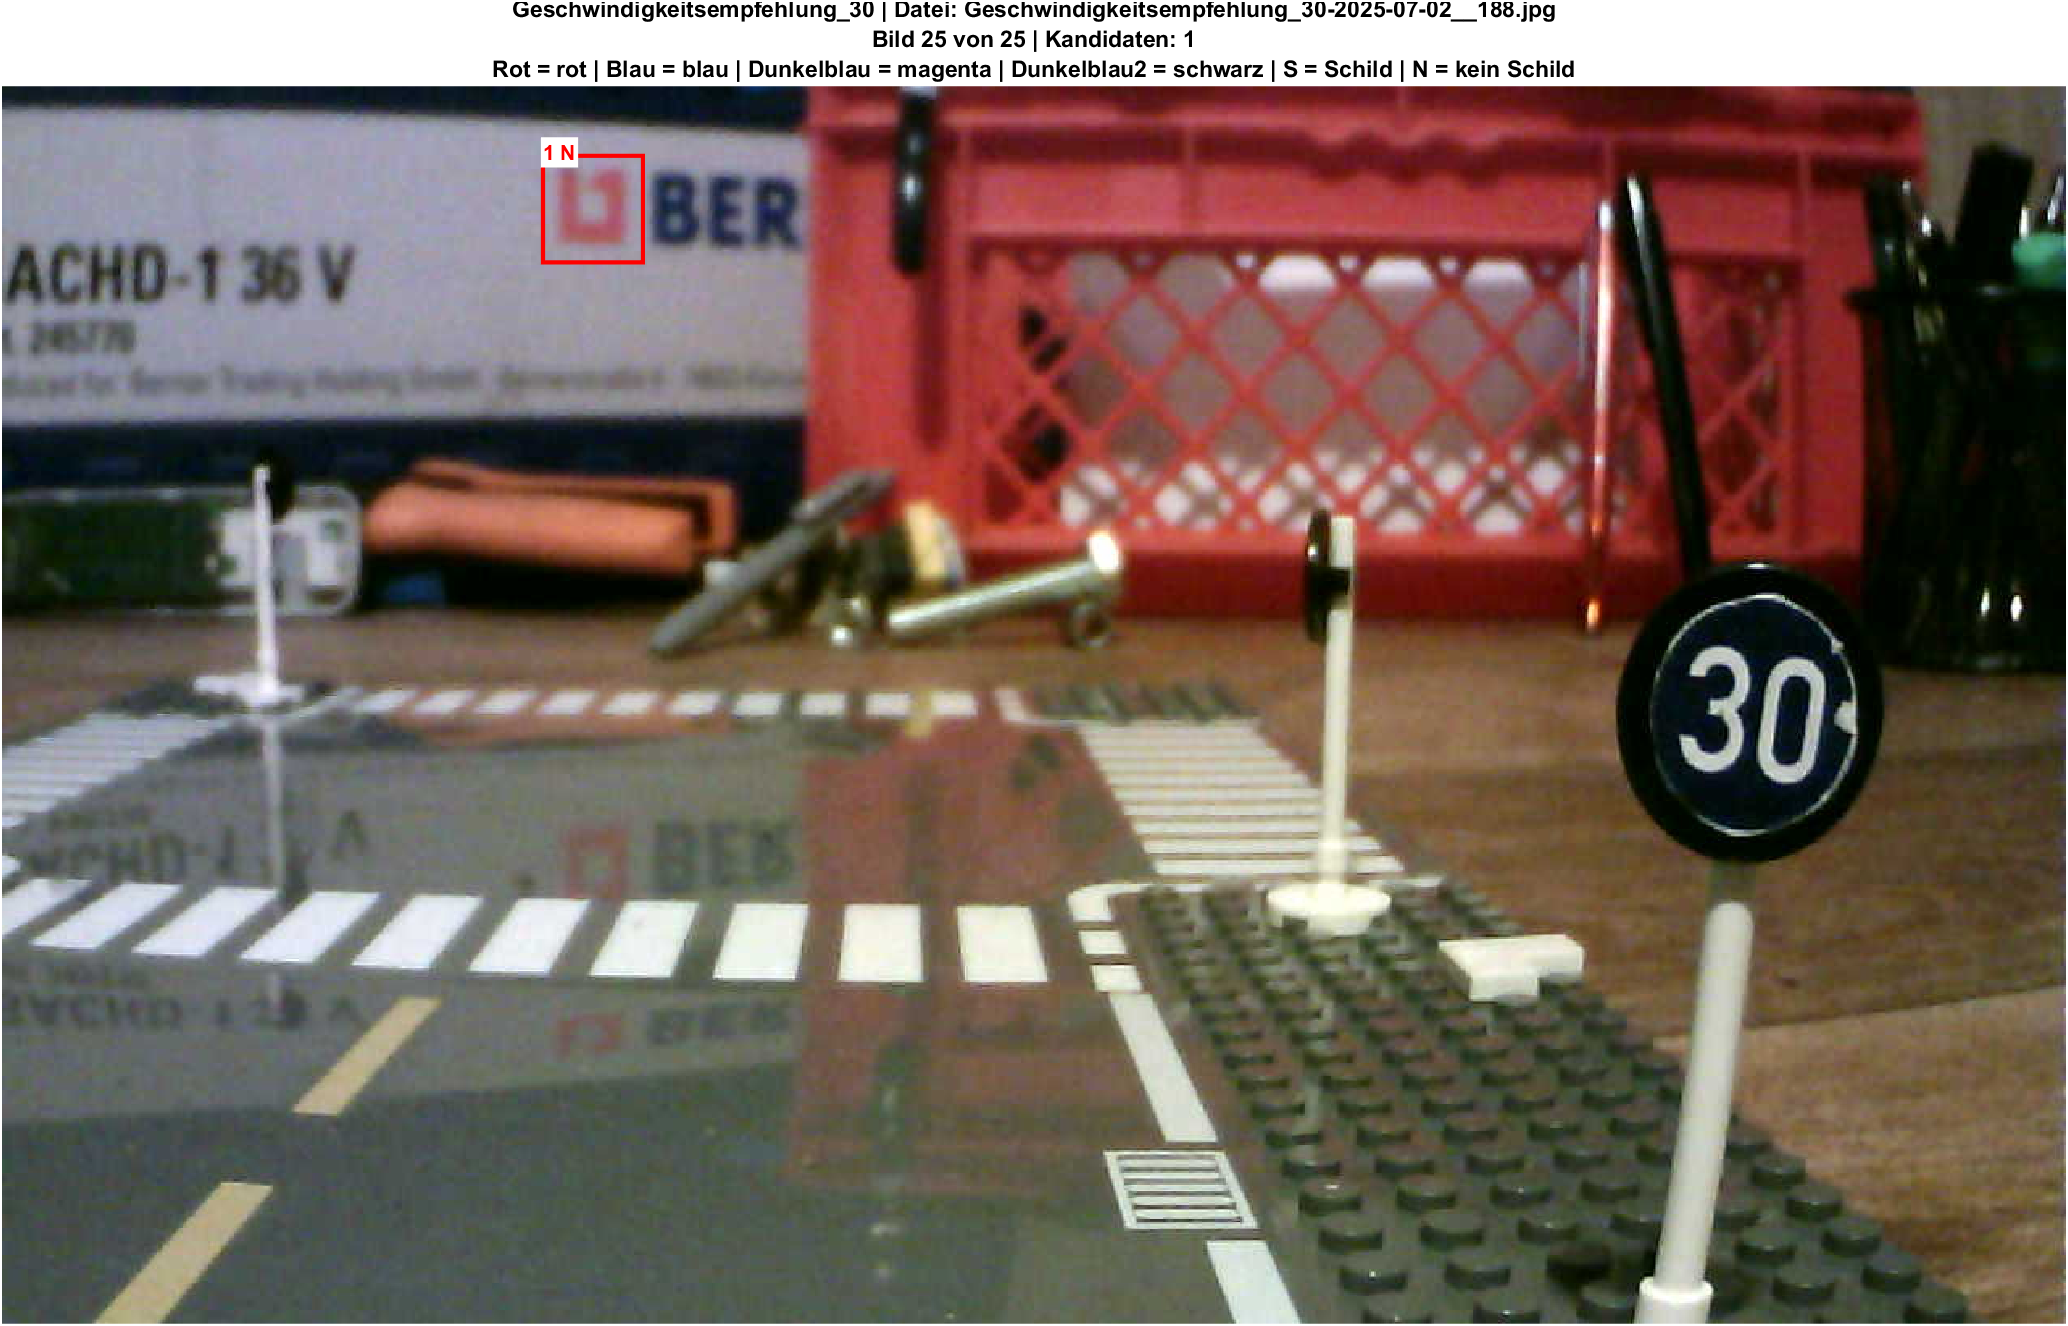 Geschwindigkeitsempfehlung_30 | Datei: Geschwindigkeitsempfehlung_30-2025-07-02__188.jpg
Bild 25 von 25 | Kandidaten: 1
Rot = rot | Blau = blau | Dunkelblau = magenta | Dunkelblau2 = schwarz | S = Schild | N = kein Schild
1 N
BER
ACHD-1 36 V
30